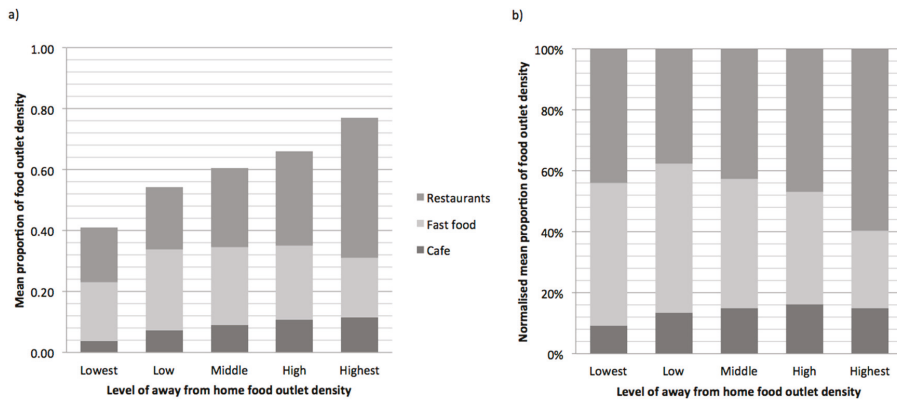 a)
1.00
0.80
0.60
0.40
0.20
0.00
Mean proportion of food outlet density
Lowest Low Middle High Highest
Level of away from home food outlet density
Restaurants
Fast food
Cafe
b)
100%
80%
60%
40%
20%
0%
Normalised mean proportion of food outlet density
Lowest Low Middle High Highest
Level of away from home food outlet density